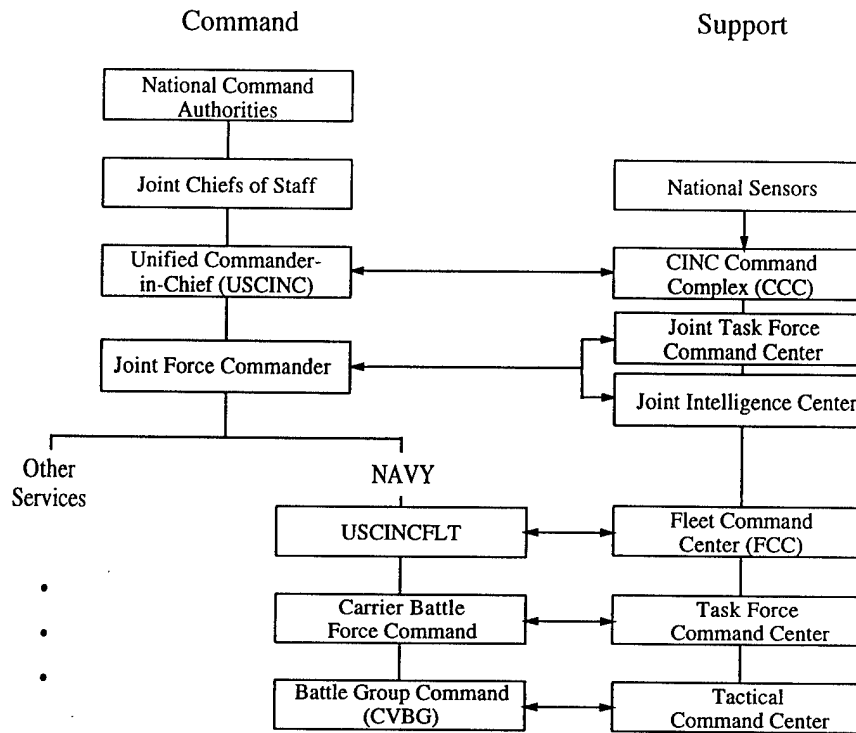 Command
Support
National Command
Authorities
Joint Chiefs of Staff
National Sensors
Unified Commander-
in-Chief (USCINC)
CINC Command
Complex (CCC)
Joint Force Commander
Joint Task Force
Command Center
Joint Intelligence Center
Other
Services
NAVY
USCINCFLT
Fleet Command
Center (FCC)
Carrier Battle
Force Command
Task Force
Command Center
Battle Group Command
(CVBG)
Tactical
Command Center